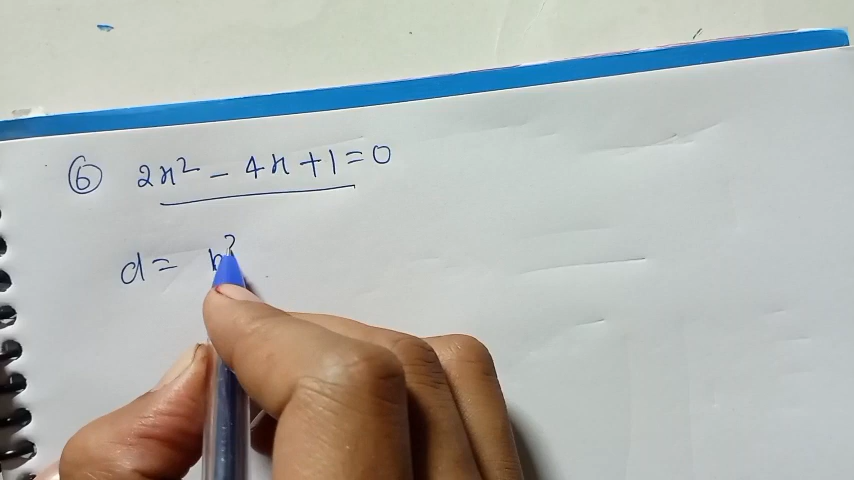 ⑥ 2x² - 4x + 1 = 0
d = b²